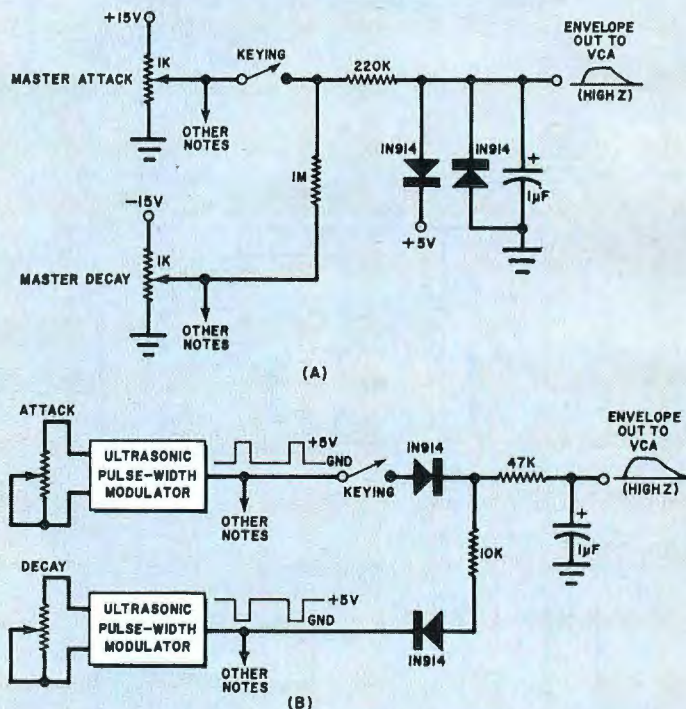 +15V
1K
MASTER ATTACK
KEYING
OTHER
NOTES
220K
ENVELOPE
OUT TO
VCA
(HIGH Z)
1M
1N914
+5V
1N914
+
1µF
-15V
1K
MASTER DECAY
OTHER
NOTES
(A)
ATTACK
ULTRASONIC
PULSE-WIDTH
MODULATOR
+5V
GND
OTHER
NOTES
KEYING
1N914
47K
ENVELOPE
OUT TO
VCA
(HIGH Z)
+
1µF
10K
DECAY
ULTRASONIC
PULSE-WIDTH
MODULATOR
+5V
GND
OTHER
NOTES
1N914
(B)